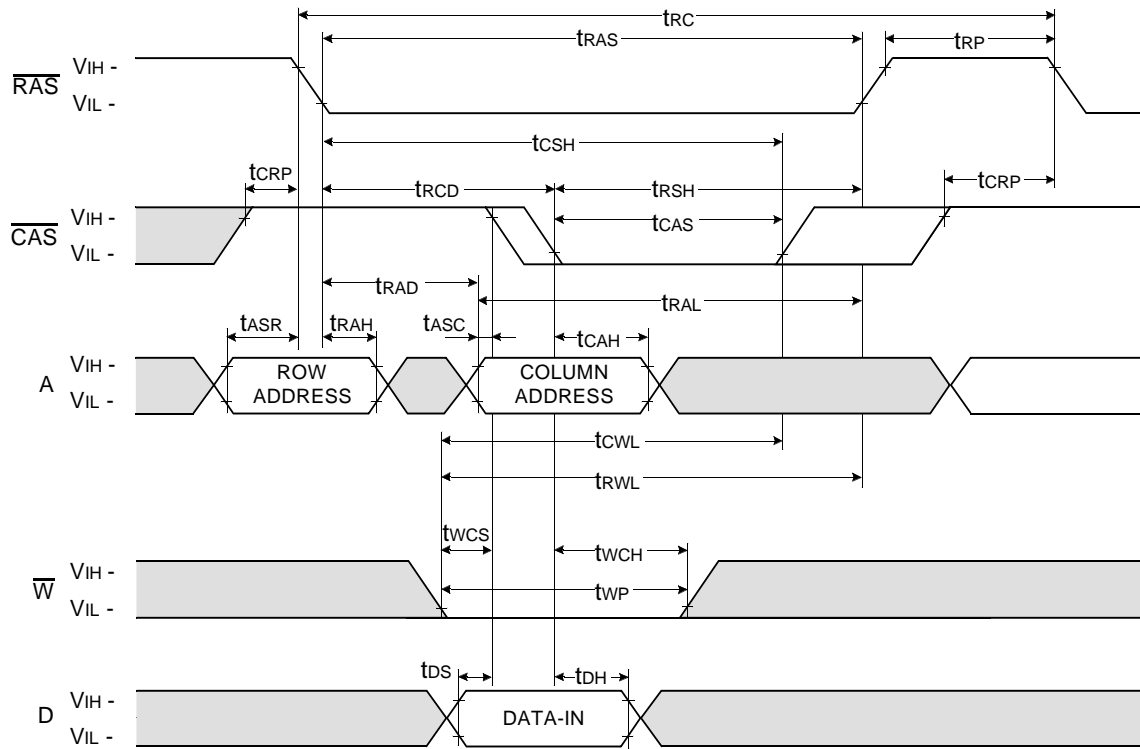 tRC
tRAS
tRP
RAS
VIH -
VIL -
tCSH
tCRP
tRCD
tRSH
tCRP
CAS
VIH -
VIL -
tCAS
tRAD
tRAL
tASR
tRAH
tASC
tCAH
A
VIH -
VIL -
ROW
ADDRESS
COLUMN
ADDRESS
tCWL
tRWL
tWCS
tWCH
W
VIH -
VIL -
tWP
tDS
tDH
D
VIH -
VIL -
DATA-IN